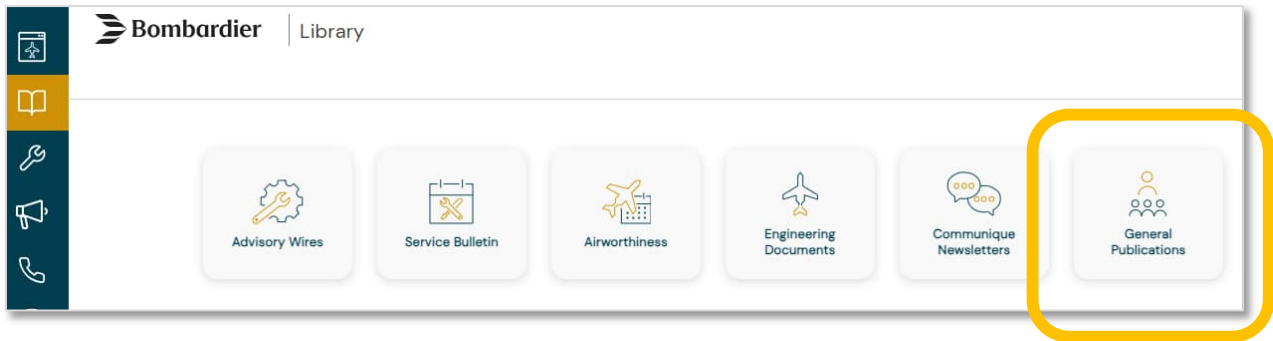 Bombardier Library
Advisory Wires
Service Bulletin
Airworthiness
Engineering
Documents
Communique
Newsletters
General
Publications